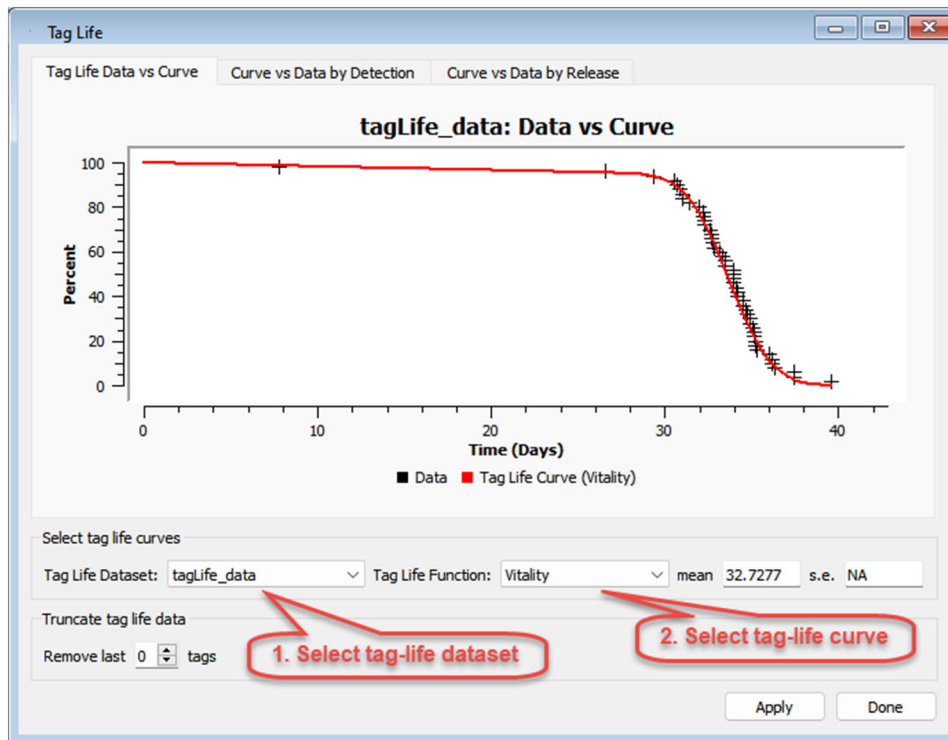 Tag Life
Tag Life Data vs Curve Curve vs Data by Detection Curve vs Data by Release
tagLife_data: Data vs Curve
100
80
60
40
20
0
Percent
0 10 20 30 40
Time (Days)
Data Tag Life Curve (Vitality)
Select tag life curves
Tag Life Dataset: tagLife_data Tag Life Function: Vitality mean 32.7277 s.e. NA
Truncate tag life data
Remove last 0 tags
1. Select tag-life dataset
2. Select tag-life curve
Apply Done